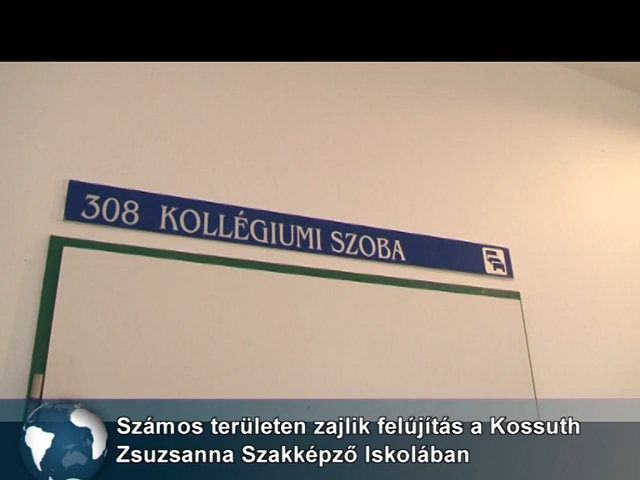 308 KOLLÉGIUMI SZOBA
Számos területen zajlik felújítás a Kossuth
Zsuzsanna Szakképző Iskolában